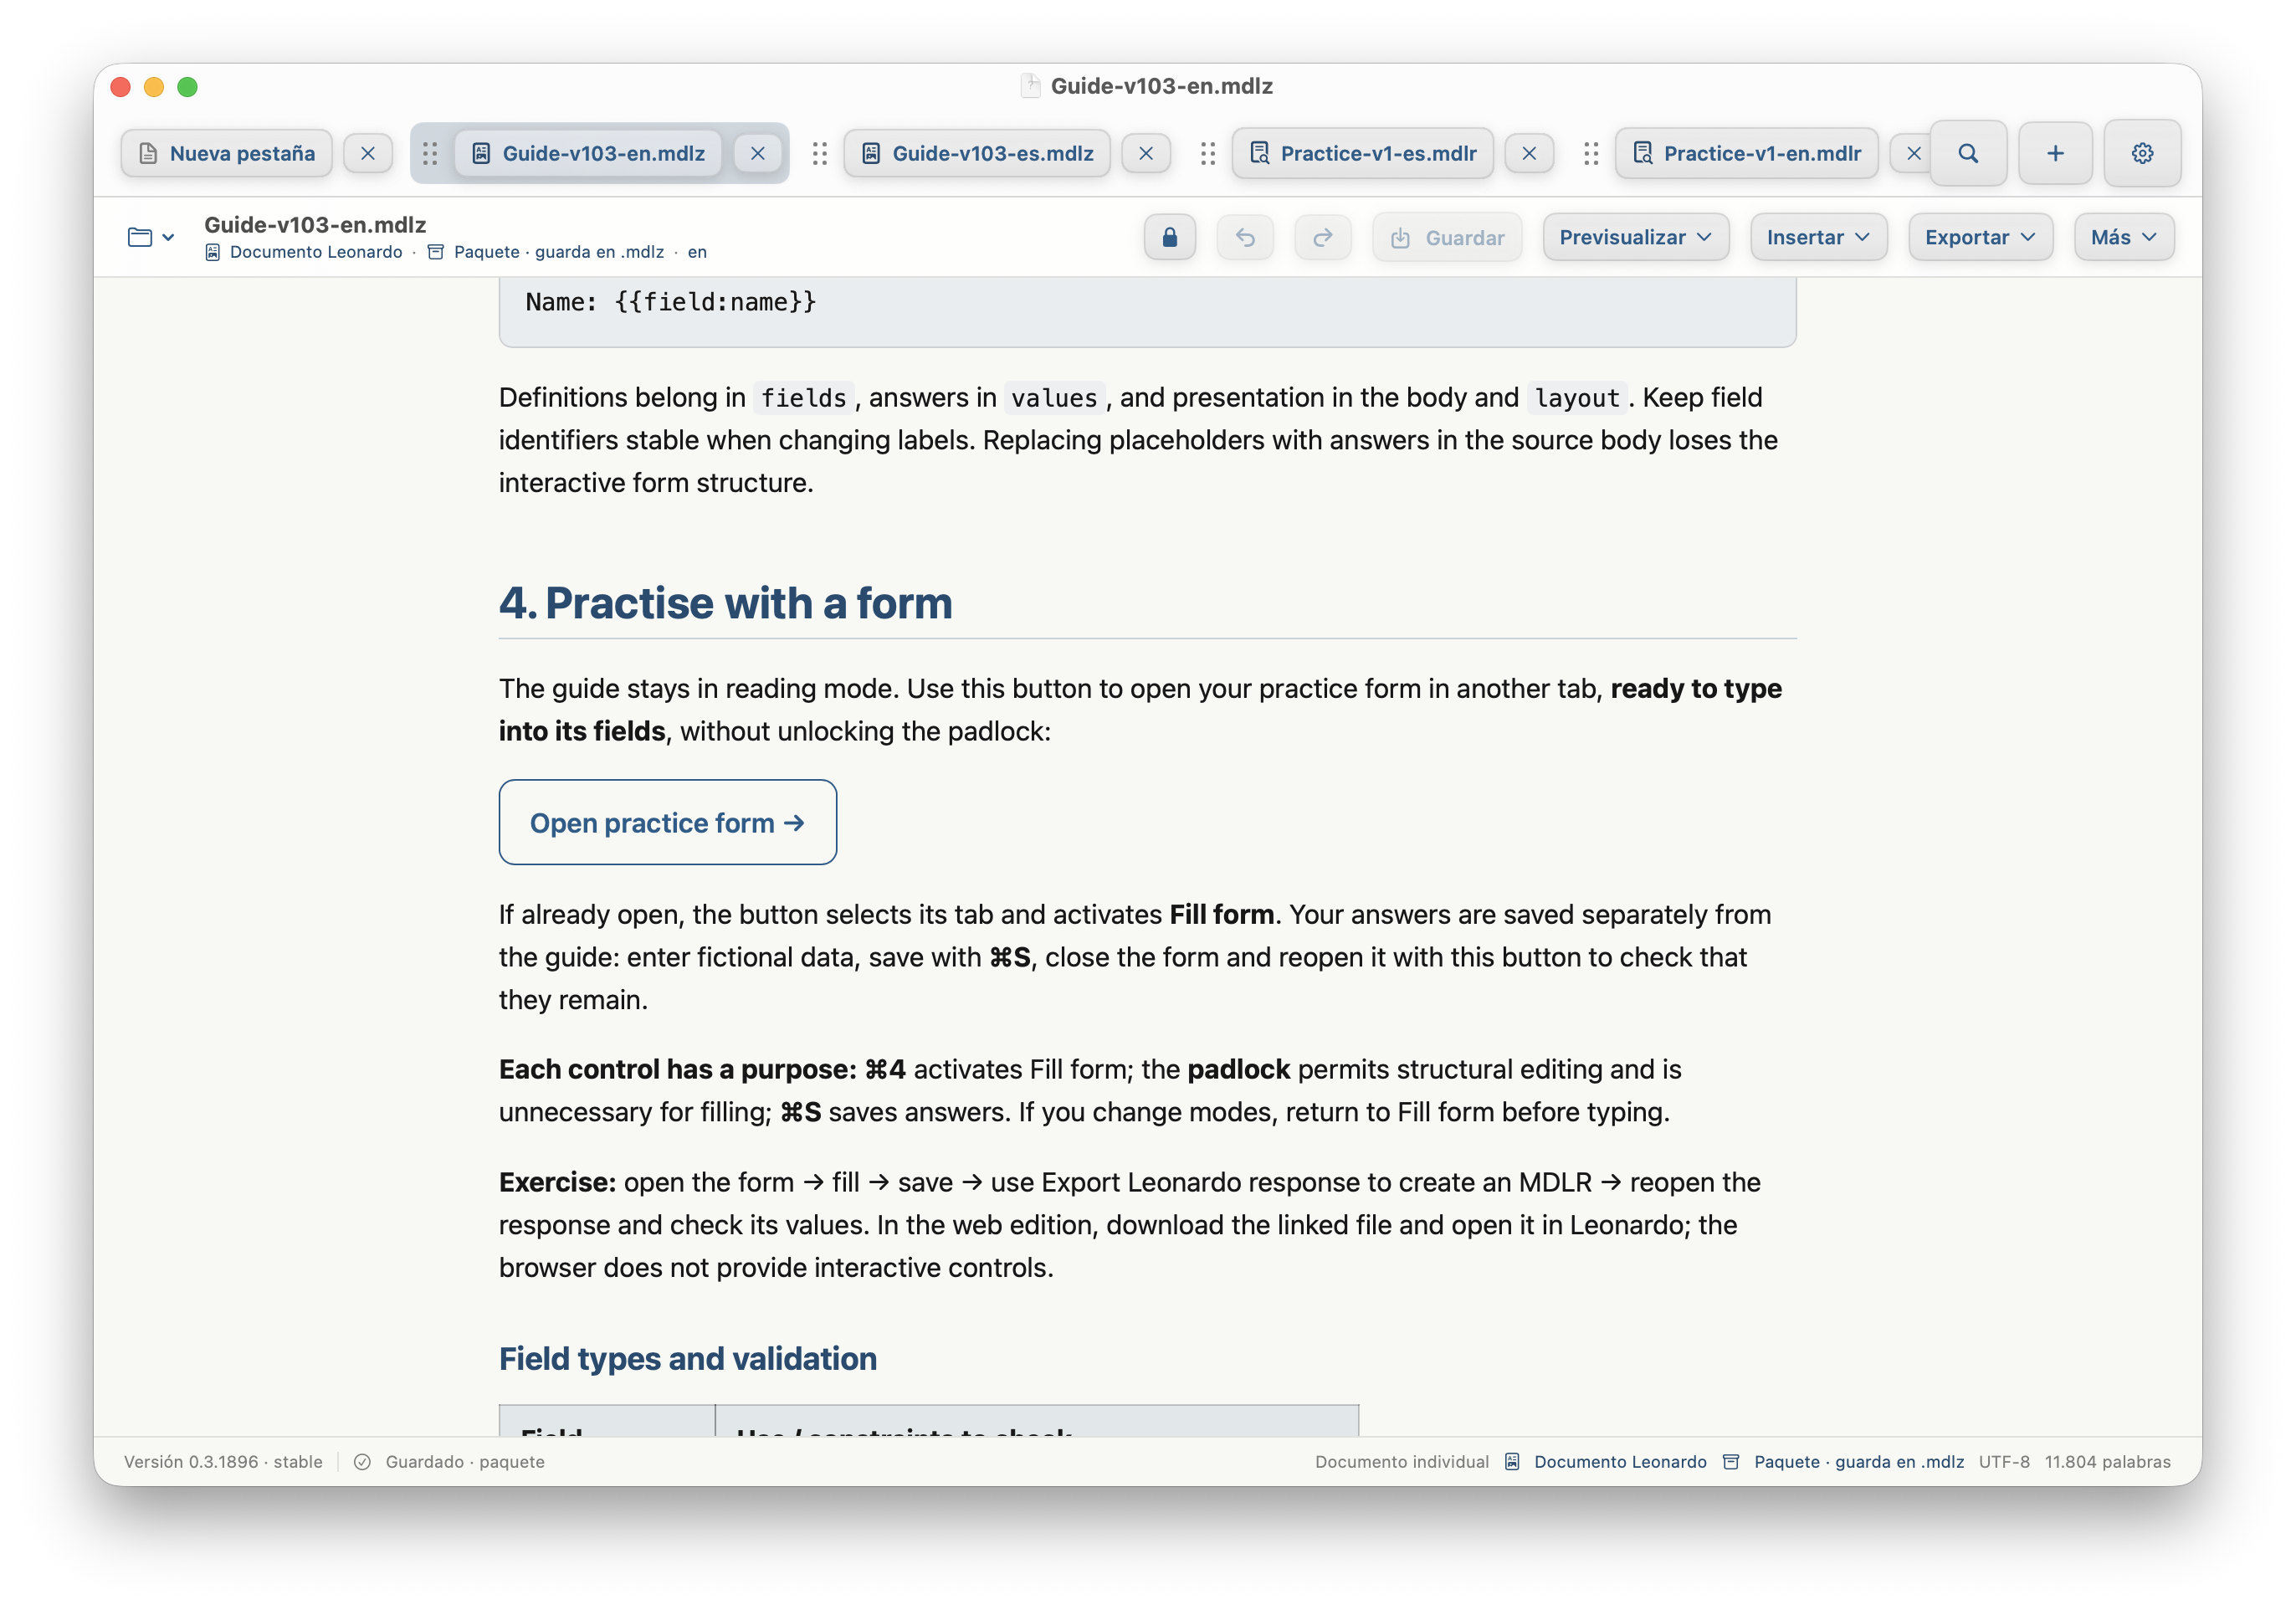 Guide-v103-en.mdlz
Nueva pestaña
Guide-v103-en.mdlz
Guide-v103-es.mdlz
Practice-v1-es.mdlr
Practice-v1-en.mdlr
Guide-v103-en.mdlz
Documento Leonardo · Paquete · guarda en .mdlz · en
Guardar
Previsualizar
Insertar
Exportar
Más
Name: {{field:name}}
Definitions belong in fields, answers in values, and presentation in the body and layout. Keep field
identifiers stable when changing labels. Replacing placeholders with answers in the source body loses the
interactive form structure.
4. Practise with a form
The guide stays in reading mode. Use this button to open your practice form in another tab, ready to type
into its fields, without unlocking the padlock:
Open practice form →
If already open, the button selects its tab and activates Fill form. Your answers are saved separately from
the guide: enter fictional data, save with ⌘S, close the form and reopen it with this button to check that
they remain.
Each control has a purpose: ⌘4 activates Fill form; the padlock permits structural editing and is
unnecessary for filling; ⌘S saves answers. If you change modes, return to Fill form before typing.
Exercise: open the form → fill → save → use Export Leonardo response to create an MDLR → reopen the
response and check its values. In the web edition, download the linked file and open it in Leonardo; the
browser does not provide interactive controls.
Field types and validation
Field
Use / constraints to check
Versión 0.3.1896 · stable
Guardado · paquete
Documento individual
Documento Leonardo
Paquete · guarda en .mdlz
UTF-8
11.804 palabras